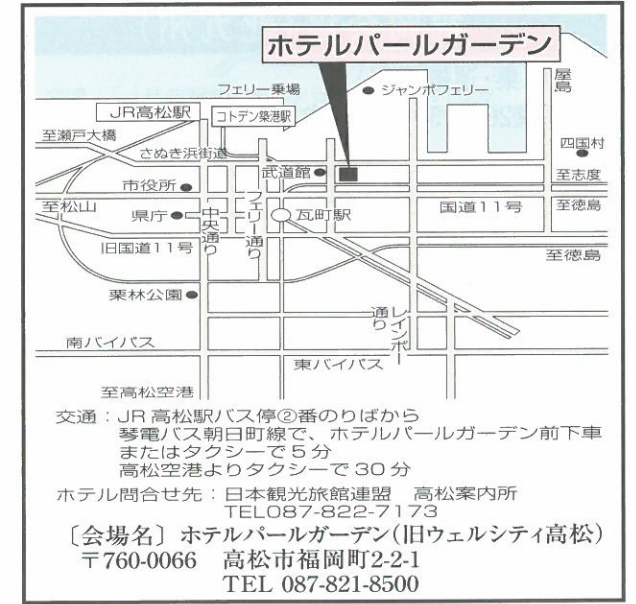 ホテルパールガーデン
フェリー乗場
ジャンボフェリー
屋島
JR高松駅
コトデン築港駅
至瀬戸大橋
さぬき浜街道
武道館
四国村
市役所
至志度
至松山
県庁
中央通り
フェリー通り
瓦町駅
国道11号
至徳島
旧国道11号
至徳島
栗林公園
レインボー通り
南バイパス
東バイパス
至高松空港
交通:JR高松駅バス停②番のりばから
琴電バス朝日町線で、ホテルパールガーデン前下車
またはタクシーで5分
高松空港よりタクシーで30分
ホテル問合せ先:日本観光旅館連盟 高松案内所
TEL087-822-7173
〔会場名〕ホテルパールガーデン(旧ウェルシティ高松)
〒760-0066 高松市福岡町2-2-1
TEL 087-821-8500